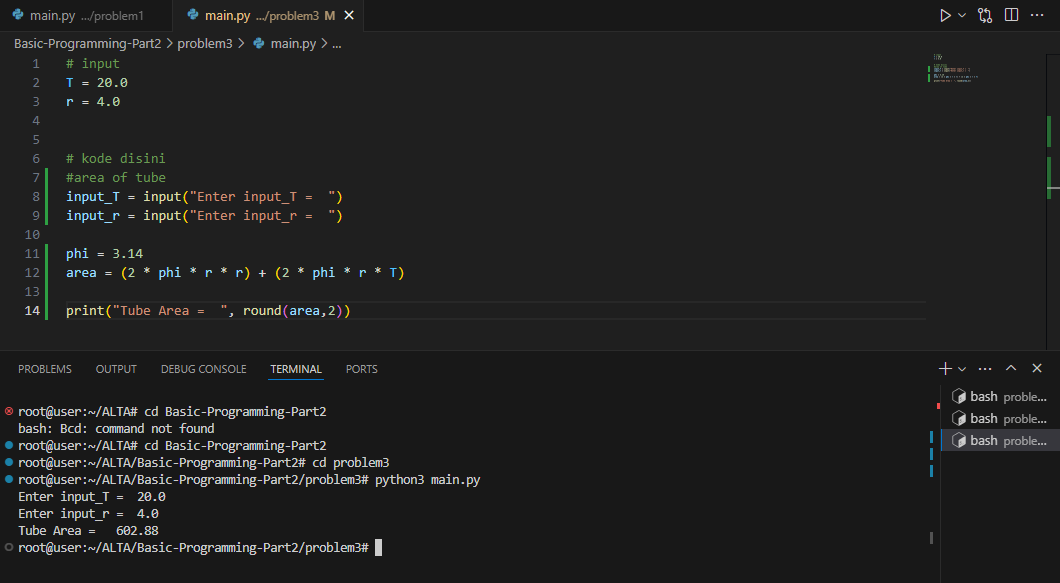 main.py .../problem1
main.py .../problem3 M
Basic-Programming-Part2 > problem3 > main.py > ...
1 # input
2 T = 20.0
3 r = 4.0
4
5
6 # kode disini
7 #area of tube
8 input_T = input("Enter input_T =  ")
9 input_r = input("Enter input_r =  ")
10
11 phi = 3.14
12 area = (2 * phi * r * r) + (2 * phi * r * T)
13
14 print("Tube Area =  ", round(area,2))
PROBLEMS OUTPUT DEBUG CONSOLE TERMINAL PORTS
root@user:~/ALTA# cd Basic-Programming-Part2
bash: Bcd: command not found
root@user:~/ALTA# cd Basic-Programming-Part2
root@user:~/ALTA/Basic-Programming-Part2# cd problem3
root@user:~/ALTA/Basic-Programming-Part2/problem3# python3 main.py
Enter input_T =  20.0
Enter input_r =  4.0
Tube Area =   602.88
root@user:~/ALTA/Basic-Programming-Part2/problem3#
bash proble...
bash proble...
bash proble...